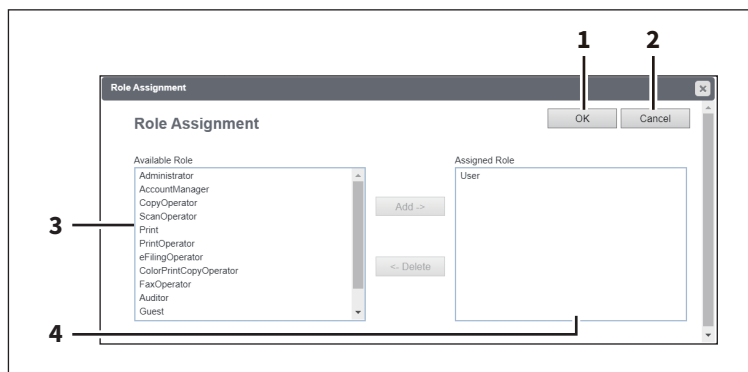 1 2
Role Assignment
Role Assignment
OK Cancel
Available Role
Administrator
AccountManager
CopyOperator
ScanOperator
Print
PrintOperator
eFilingOperator
ColorPrintCopyOperator
FaxOperator
Auditor
Guest
Add ->
<- Delete
Assigned Role
User
3
4